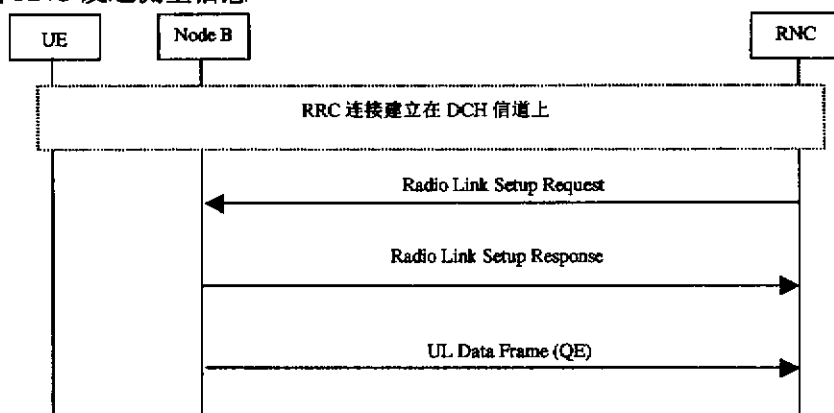 UE
Node B
RNC
RRC 连接建立在 DCH 信道上
Radio Link Setup Request
Radio Link Setup Response
UL Data Frame (QE)